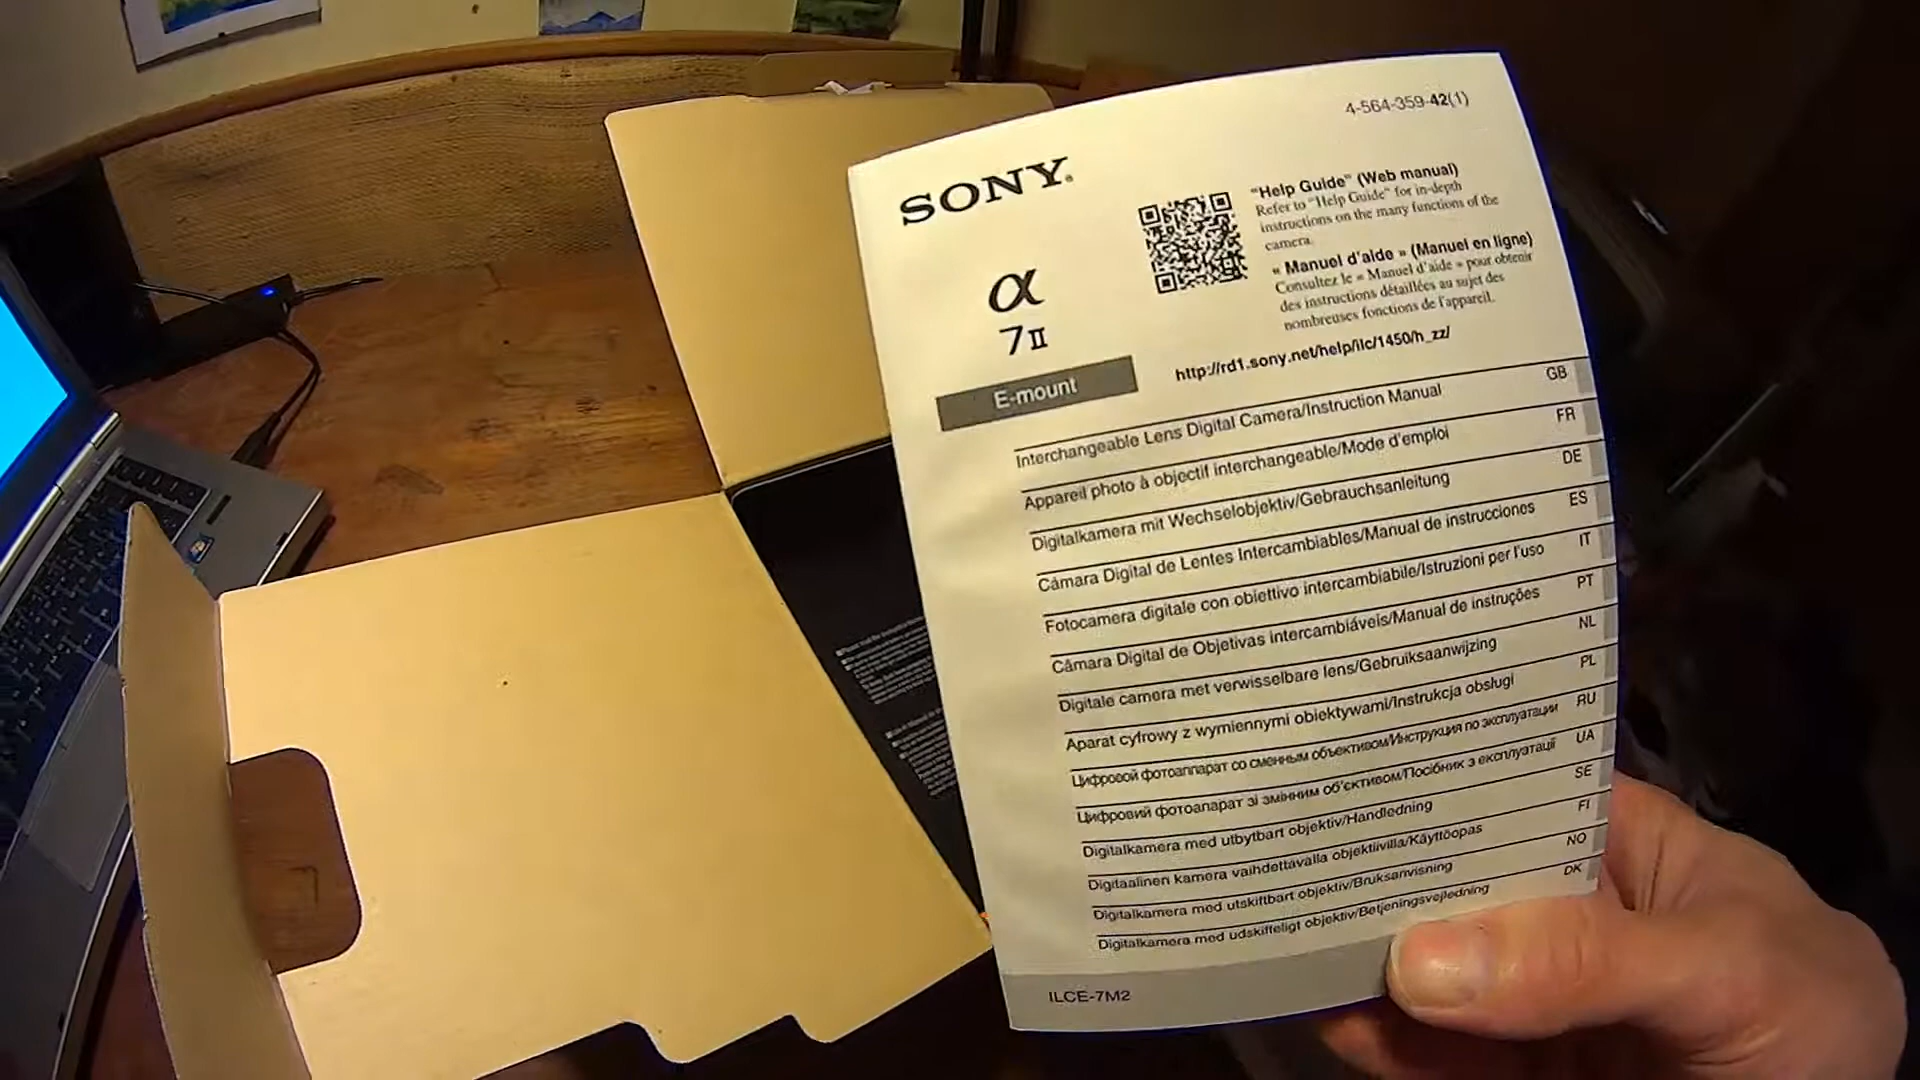 4-564-359-42(1)
SONY
α
7II
E-mount
"Help Guide" (Web manual)
Refer to "Help Guide" for in-depth
instructions on the many functions of the
camera.
« Manuel d'aide » (Manuel en ligne)
Consultez le « Manuel d'aide » pour obtenir
des instructions détaillées au sujet des
nombreuses fonctions de l'appareil.
http://rd1.sony.net/help/ilc/1450/h_zz/
Interchangeable Lens Digital Camera/Instruction Manual GB
Appareil photo à objectif interchangeable/Mode d'emploi FR
Digitalkamera mit Wechselobjektiv/Gebrauchsanleitung DE
Cámara Digital de Lentes Intercambiables/Manual de instrucciones ES
Fotocamera digitale con obiettivo intercambiabile/Istruzioni per l'uso IT
Câmara Digital de Objetivas intercambiáveis/Manual de instruções PT
Digitale camera met verwisselbare lens/Gebruiksaanwijzing NL
Aparat cyfrowy z wymiennymi obiektywami/Instrukcja obsługi PL
Цифровой фотоаппарат со сменным объективом/Инструкция по эксплуатации RU
Цифровий фотоапарат зі змінним об'єктивом/Посібник з експлуатації UA
Digitalkamera med utbytbart objektiv/Handledning SE
Digitaalinen kamera vaihdettavalla objektiivilla/Käyttöopas FI
Digitalkamera med utskiftbart objektiv/Bruksanvisning NO
Digitalkamera med udskifteligt objektiv/Betjeningsvejledning DK
ILCE-7M2